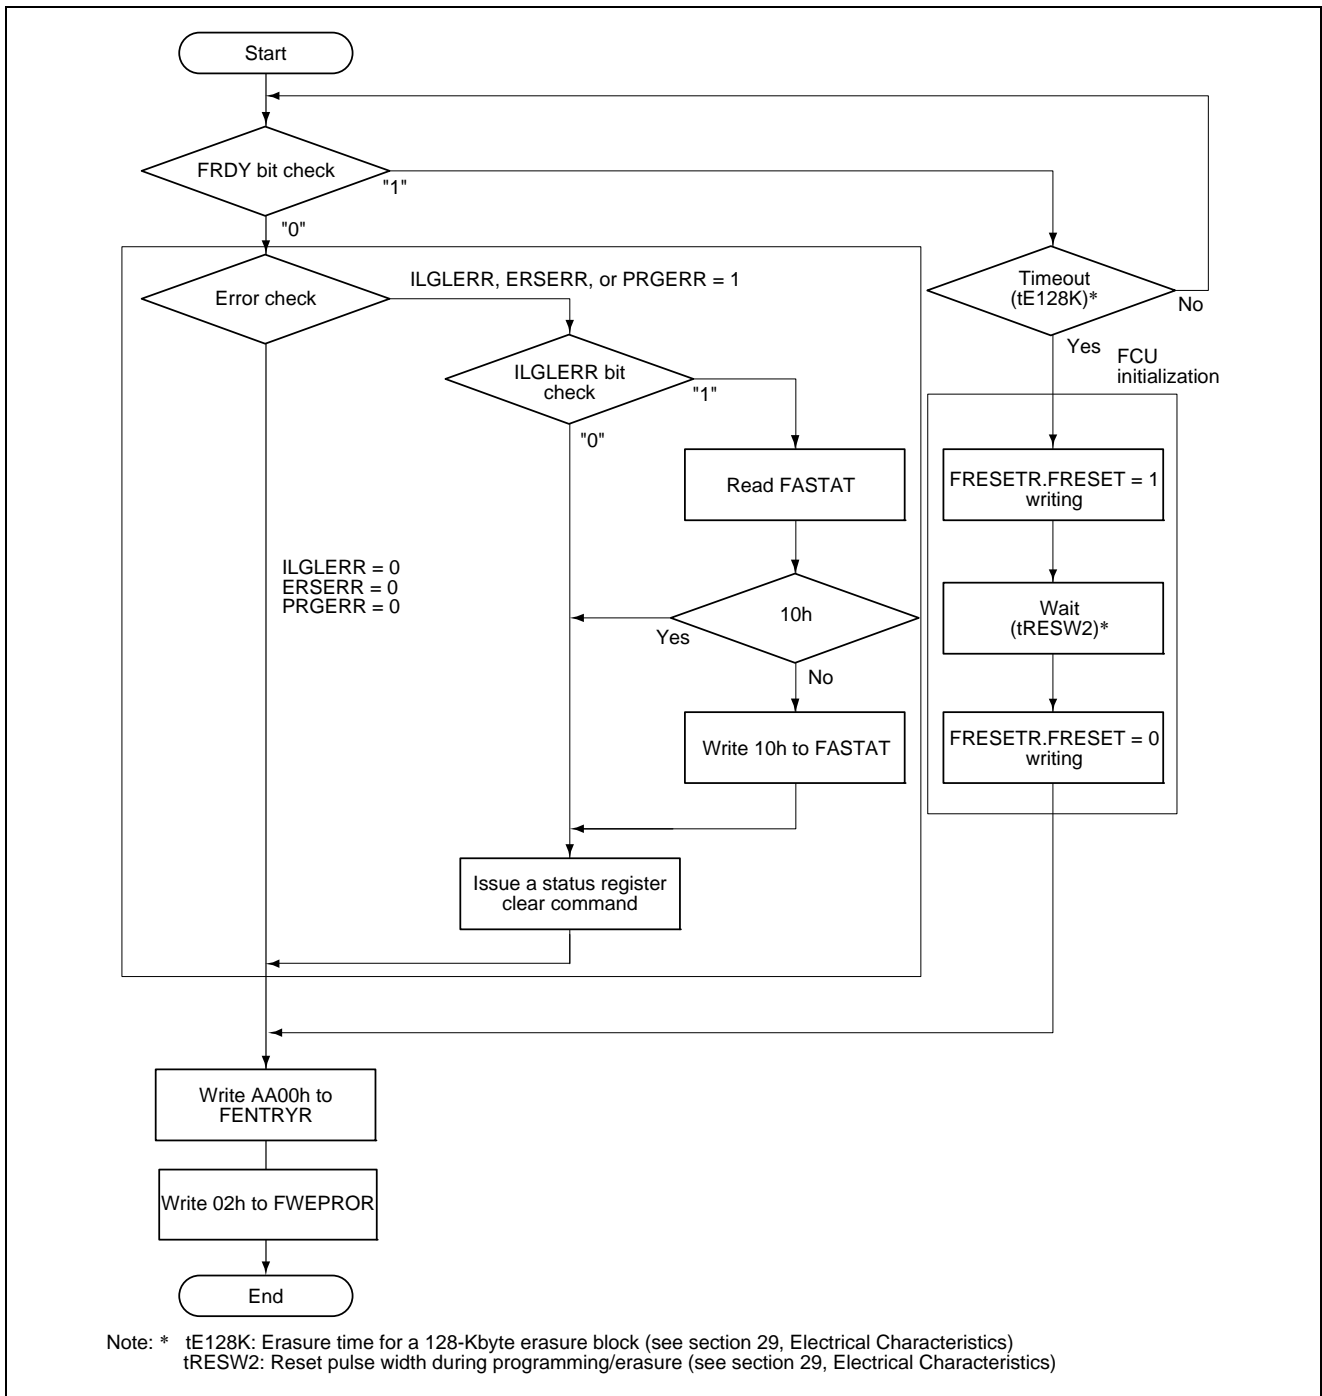 Start
FRDY bit check
"1"
"0"
Error check
ILGLERR, ERSERR, or PRGERR = 1
Timeout
(tE128K)*
No
Yes
FCU
initialization
ILGLERR bit
check
"1"
"0"
Read FASTAT
FRESETR.FRESET = 1
writing
ILGLERR = 0
ERSERR = 0
PRGERR = 0
10h
Yes
No
Wait
(tRESW2)*
Write 10h to FASTAT
FRESETR.FRESET = 0
writing
Issue a status register
clear command
Write AA00h to
FENTRYR
Write 02h to FWEPROR
End
Note: * tE128K: Erasure time for a 128-Kbyte erasure block (see section 29, Electrical Characteristics)
tRESW2: Reset pulse width during programming/erasure (see section 29, Electrical Characteristics)